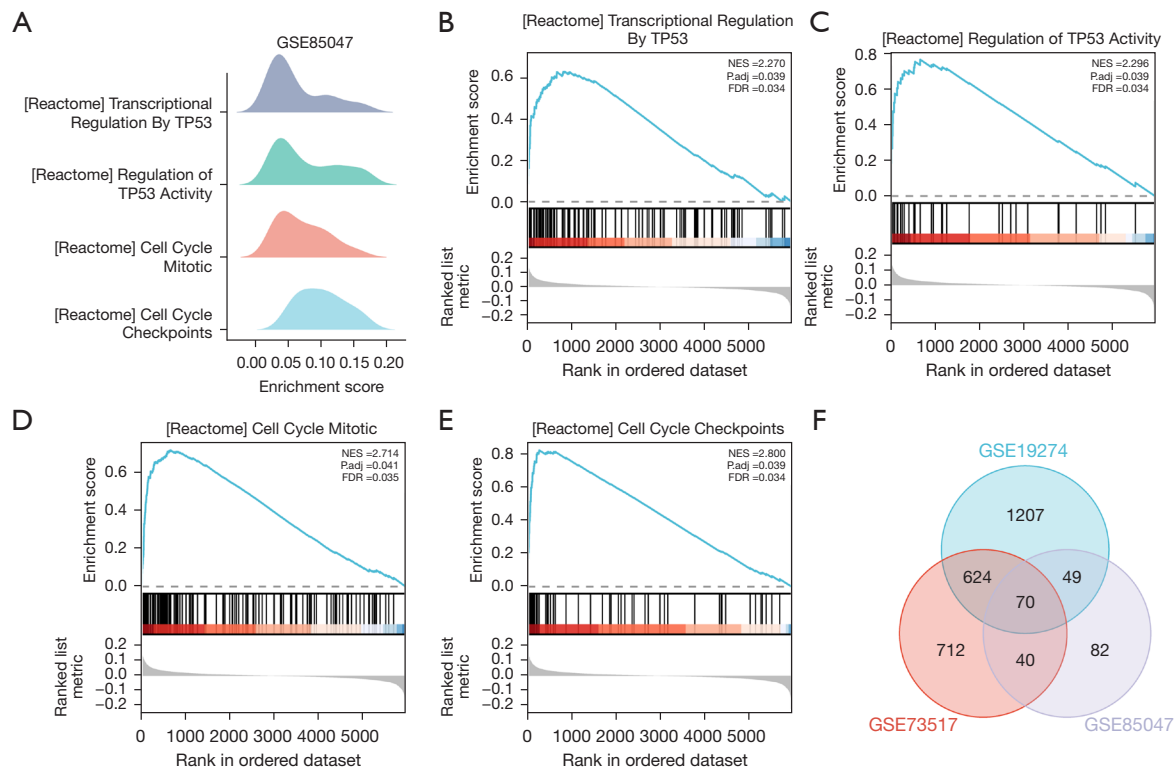 A
GSE85047
[Reactome] Transcriptional
Regulation By TP53
[Reactome] Regulation of
TP53 Activity
[Reactome] Cell Cycle
Mitotic
[Reactome] Cell Cycle
Checkpoints
0.00 0.05 0.10 0.15 0.20
Enrichment score
B
[Reactome] Transcriptional Regulation
By TP53
NES =2.270
P.adj =0.039
FDR =0.034
Enrichment score
0.6
0.4
0.2
0.0
Ranked list
metric
0.2
0.1
0.0
−0.1
−0.2
0 1000 2000 3000 4000 5000
Rank in ordered dataset
C
[Reactome] Regulation of TP53 Activity
NES =2.296
P.adj =0.039
FDR =0.034
Enrichment score
0.8
0.6
0.4
0.2
0.0
Ranked list
metric
0.2
0.1
0.0
−0.1
−0.2
0 1000 2000 3000 4000 5000
Rank in ordered dataset
D
[Reactome] Cell Cycle Mitotic
NES =2.714
P.adj =0.041
FDR =0.035
Enrichment score
0.6
0.4
0.2
0.0
Ranked list
metric
0.2
0.1
0.0
−0.1
−0.2
0 1000 2000 3000 4000 5000
Rank in ordered dataset
E
[Reactome] Cell Cycle Checkpoints
NES =2.800
P.adj =0.039
FDR =0.034
Enrichment score
0.8
0.6
0.4
0.2
0.0
Ranked list
metric
0.2
0.1
0.0
−0.1
−0.2
0 1000 2000 3000 4000 5000
Rank in ordered dataset
F
GSE19274
1207
624
49
70
712
40
82
GSE73517
GSE85047